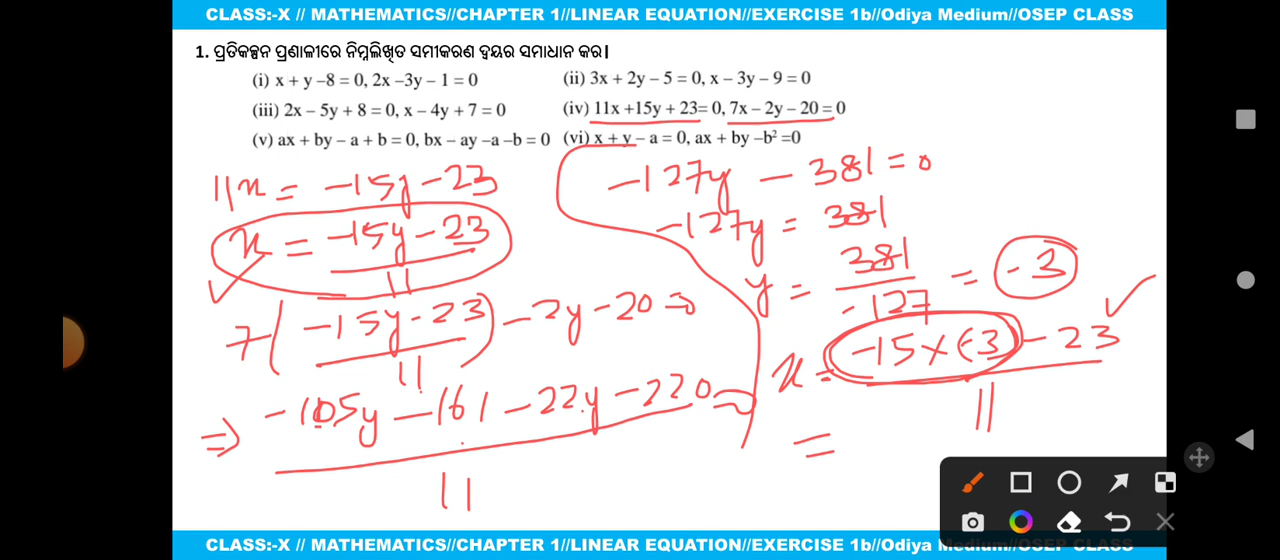 CLASS:-X // MATHEMATICS//CHAPTER 1//LINEAR EQUATION//EXERCISE 1b//Odiya Medium//OSEP CLASS
1. ପ୍ରତିକଳ୍ପନ ପ୍ରଣାଳୀରେ ନିମ୍ନଲିଖିତ ସମୀକରଣ ଦ୍ୱୟର ସମାଧାନ କର।
(i) x + y –8 = 0, 2x –3y – 1 = 0
(ii) 3x + 2y – 5 = 0, x – 3y – 9 = 0
(iii) 2x – 5y + 8 = 0, x – 4y + 7 = 0
(iv) 11x +15y + 23= 0, 7x – 2y – 20 = 0
(v) ax + by – a + b = 0, bx – ay –a –b = 0
(vi) x + y – a = 0, ax + by –b² =0
11x = -15y-23
x = -15y-23 / 11
7(-15y-23 / 11) -2y-20=0
⇒ -105y-161-22y-220 / 11 =0
-127y - 381=0
-127y = 381
y = 381 / -127 = -3
x = -15×(-3)-23 / 11
=
CLASS:-X // MATHEMATICS//CHAPTER 1//LINEAR EQUATION//EXERCISE 1b//Odiya Medium//OSEP CLASS